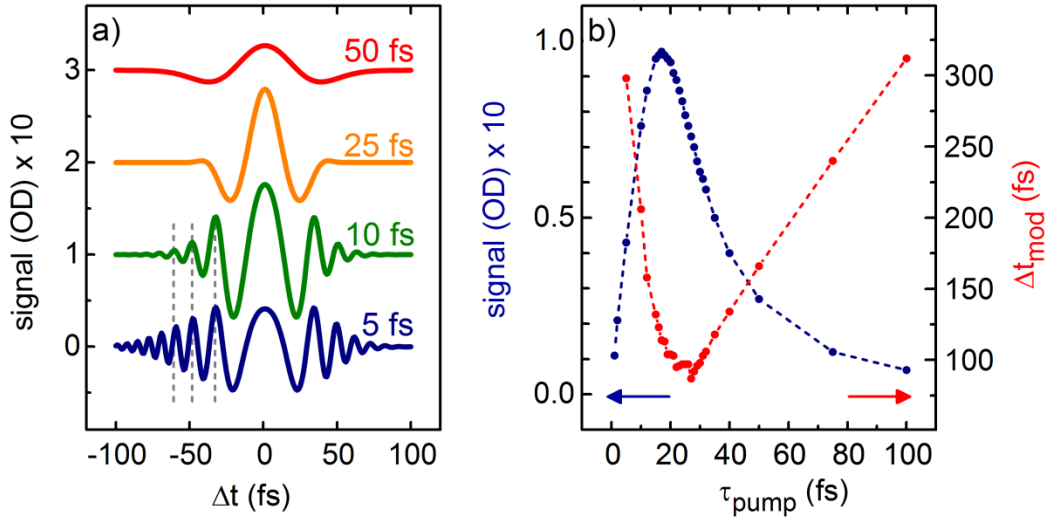 a)
50 fs
25 fs
10 fs
5 fs
3
2
1
0
signal (OD) x 10
-100
-50
0
50
100
Δt (fs)
b)
1.0
0.5
0.0
signal (OD) x 10
300
250
200
150
100
Δt_mod (fs)
0
20
40
60
80
100
τ_pump (fs)